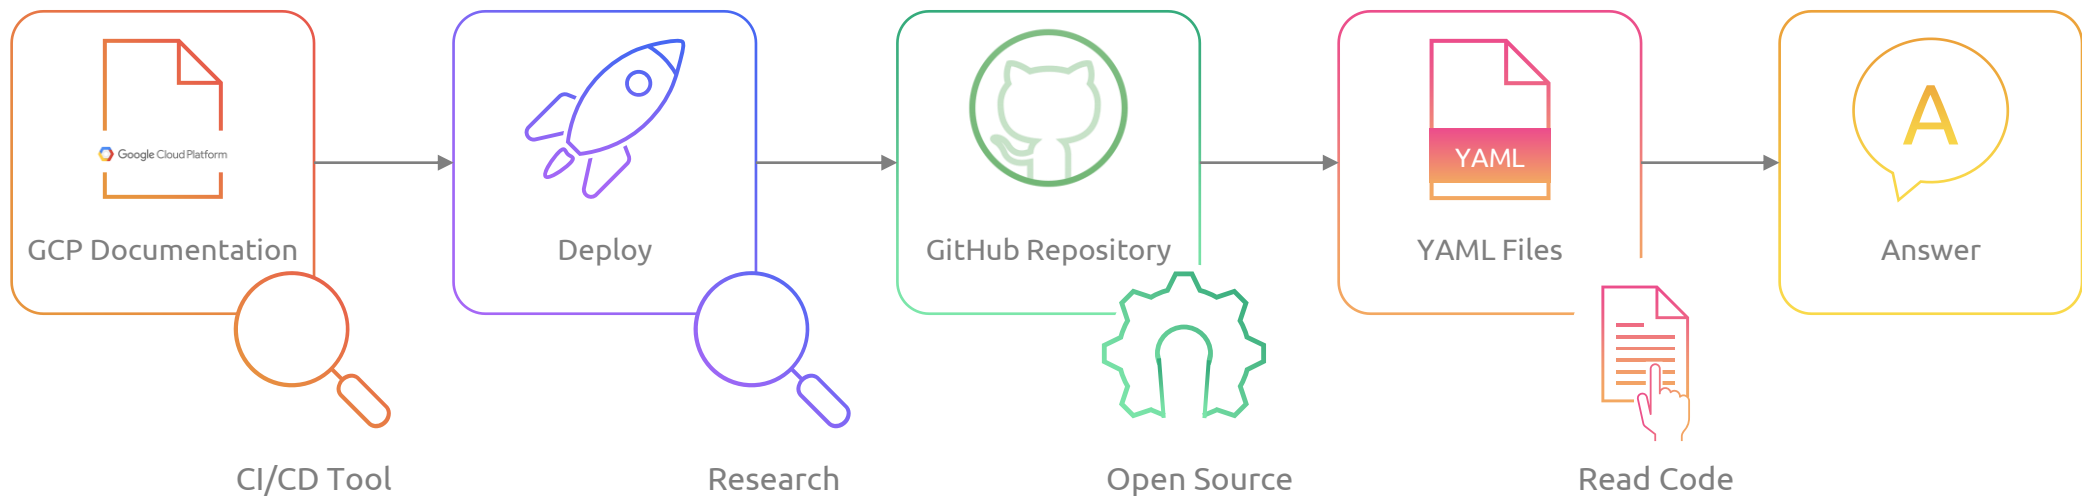 Google Cloud Platform
YAML
A
GCP Documentation
Deploy
GitHub Repository
YAML Files
Answer
CI/CD Tool
Research
Open Source
Read Code